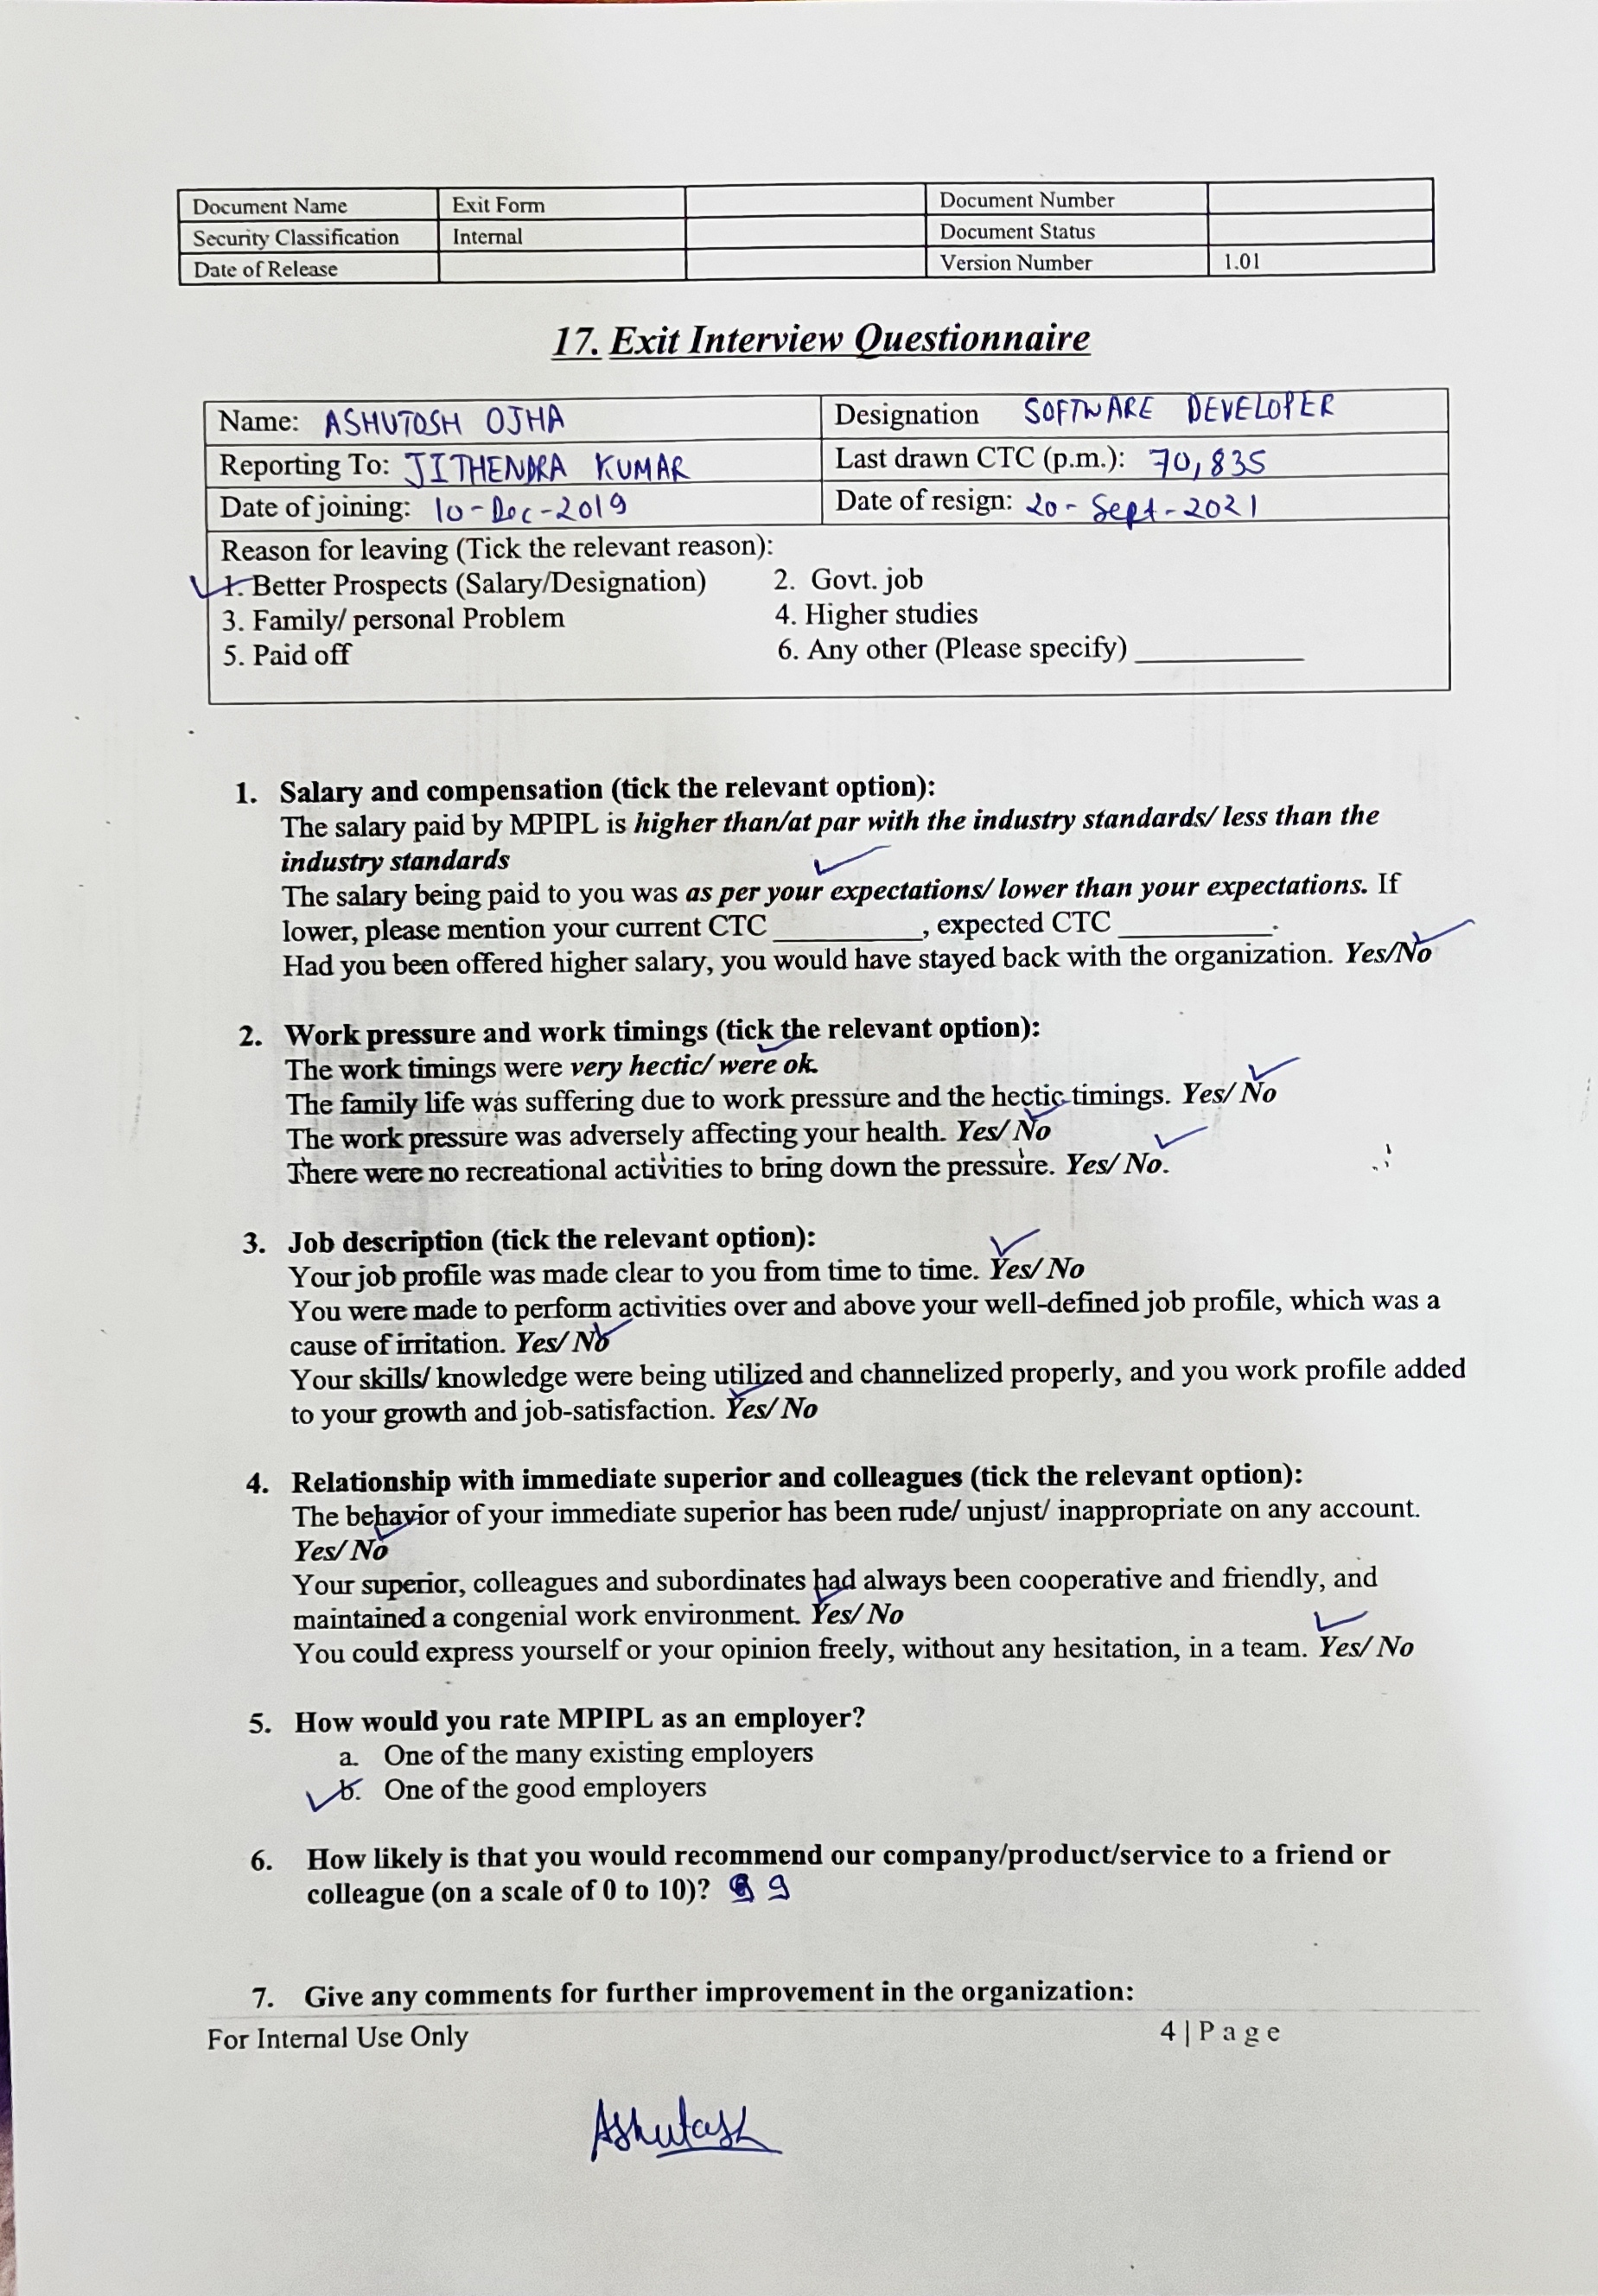 Document Name Exit Form Document Number
Security Classification Internal Document Status
Date of Release Version Number 1.01
17. Exit Interview Questionnaire
Name: ASHUTOSH OJHA Designation SOFTWARE DEVELOPER
Reporting To: JITHENDRA KUMAR Last drawn CTC (p.m.): 70,835
Date of joining: 10-Dec-2019 Date of resign: 20-Sept-2021
Reason for leaving (Tick the relevant reason):
1. Better Prospects (Salary/Designation) 2. Govt. job
3. Family/ personal Problem 4. Higher studies
5. Paid off 6. Any other (Please specify) ___________
1. Salary and compensation (tick the relevant option):
The salary paid by MPIPL is higher than/at par with the industry standards/ less than the
industry standards
The salary being paid to you was as per your expectations/ lower than your expectations. If
lower, please mention your current CTC __________, expected CTC __________.
Had you been offered higher salary, you would have stayed back with the organization. Yes/No
2. Work pressure and work timings (tick the relevant option):
The work timings were very hectic/ were ok.
The family life was suffering due to work pressure and the hectic timings. Yes/ No
The work pressure was adversely affecting your health. Yes/ No
There were no recreational activities to bring down the pressure. Yes/ No.
3. Job description (tick the relevant option):
Your job profile was made clear to you from time to time. Yes/ No
You were made to perform activities over and above your well-defined job profile, which was a
cause of irritation. Yes/ No
Your skills/ knowledge were being utilized and channelized properly, and you work profile added
to your growth and job-satisfaction. Yes/ No
4. Relationship with immediate superior and colleagues (tick the relevant option):
The behavior of your immediate superior has been rude/ unjust/ inappropriate on any account.
Yes/ No
Your superior, colleagues and subordinates had always been cooperative and friendly, and
maintained a congenial work environment. Yes/ No
You could express yourself or your opinion freely, without any hesitation, in a team. Yes/ No
5. How would you rate MPIPL as an employer?
a. One of the many existing employers
b. One of the good employers
6. How likely is that you would recommend our company/product/service to a friend or
colleague (on a scale of 0 to 10)? 9
7. Give any comments for further improvement in the organization:
For Internal Use Only 4 | Page
Ashutosh